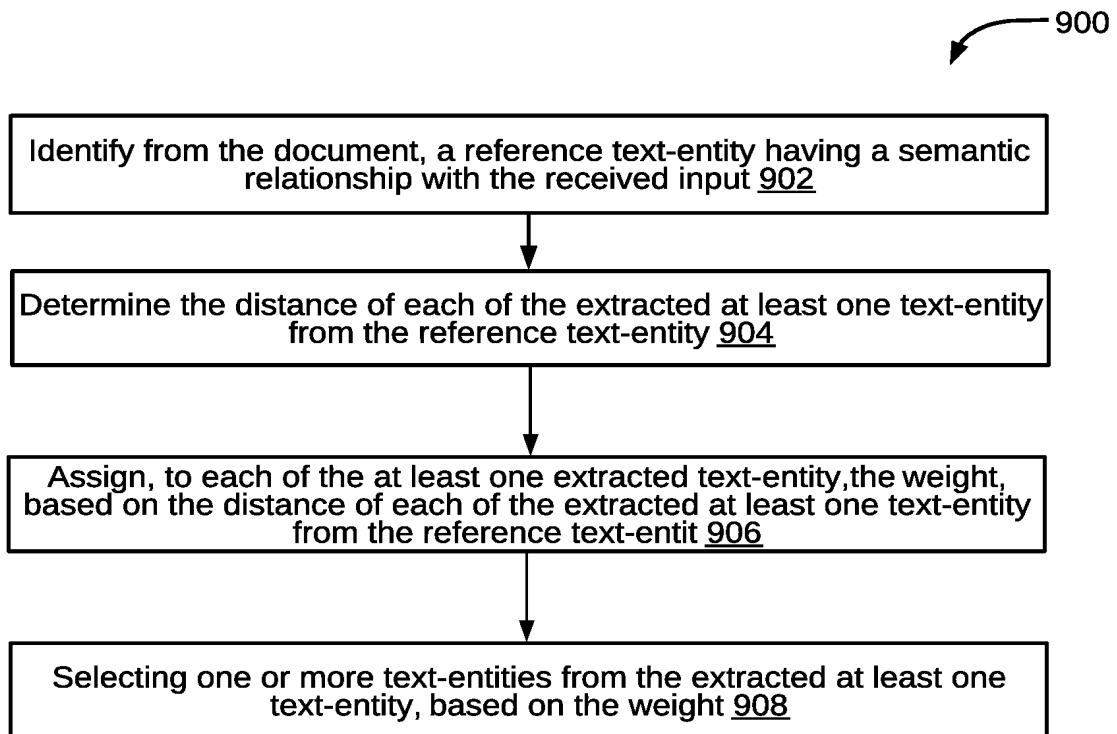 900
Identify from the document, a reference text-entity having a semantic
relationship with the received input 902
Determine the distance of each of the extracted at least one text-entity
from the reference text-entity 904
Assign, to each of the at least one extracted text-entity,the weight,
based on the distance of each of the extracted at least one text-entity
from the reference text-entit 906
Selecting one or more text-entities from the extracted at least one
text-entity, based on the weight 908